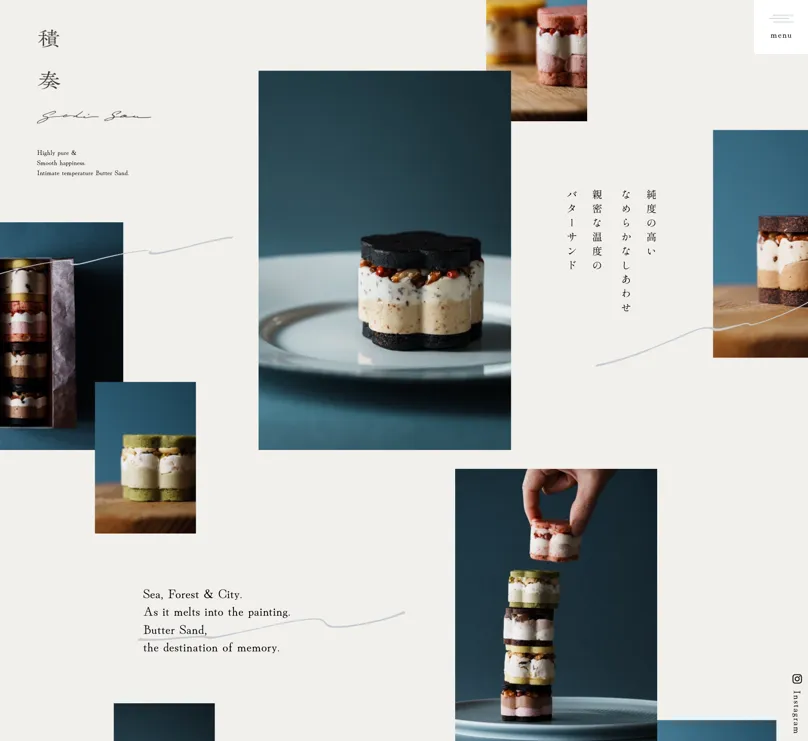 積奏
Seki Sou
Highly pure &
Smooth happiness.
Intimate temperature Butter Sand.
menu
純度の高い
なめらかなしあわせ
親密な温度の
バターサンド
Sea, Forest & City.
As it melts into the painting.
Butter Sand,
the destination of memory.
Instagram